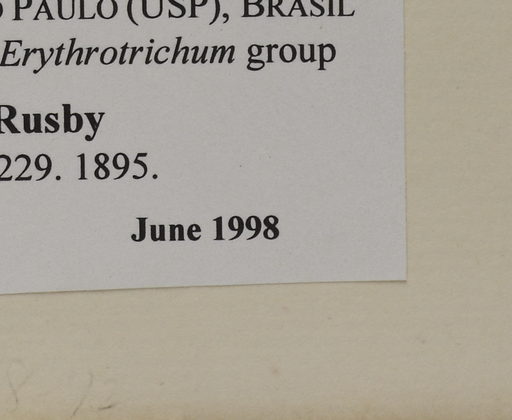 PAULO (USP), BRASIL
Erythrotrichum group
Rusby
229. 1895.
June 1998